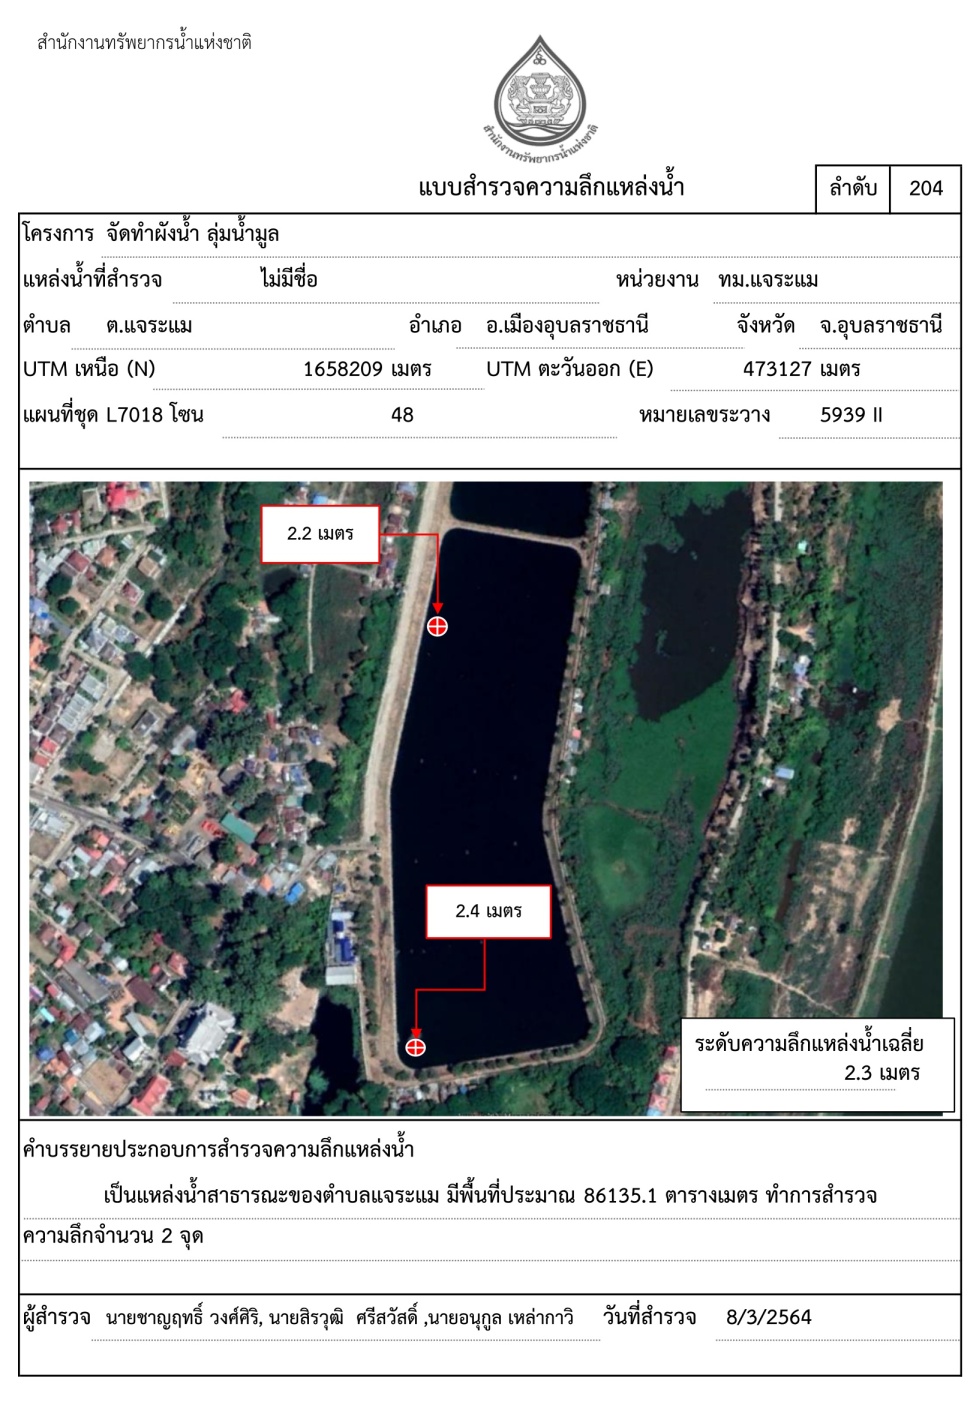 สำนักงานทรัพยากรน้ำแห่งชาติ
สำนักงานทรัพยากรน้ำแห่งชาติ
แบบสำรวจความลึกแหล่งน้ำ ลำดับ 204
โครงการ จัดทำผังน้ำ ลุ่มน้ำมูล
แหล่งน้ำที่สำรวจ ไม่มีชื่อ หน่วยงาน ทม.แจระแม
ตำบล ต.แจระแม อำเภอ อ.เมืองอุบลราชธานี จังหวัด จ.อุบลราชธานี
UTM เหนือ (N) 1658209 เมตร UTM ตะวันออก (E) 473127 เมตร
แผนที่ชุด L7018 โซน 48 หมายเลขระวาง 5939 II
2.2 เมตร
2.4 เมตร
ระดับความลึกแหล่งน้ำเฉลี่ย
2.3 เมตร
คำบรรยายประกอบการสำรวจความลึกแหล่งน้ำ
เป็นแหล่งน้ำสาธารณะของตำบลแจระแม มีพื้นที่ประมาณ 86135.1 ตารางเมตร ทำการสำรวจ
ความลึกจำนวน 2 จุด
ผู้สำรวจ นายชาญฤทธิ์ วงศ์ศิริ, นายสิรวุฒิ ศรีสวัสดิ์ ,นายอนุกูล เหล่ากาวิ วันที่สำรวจ 8/3/2564